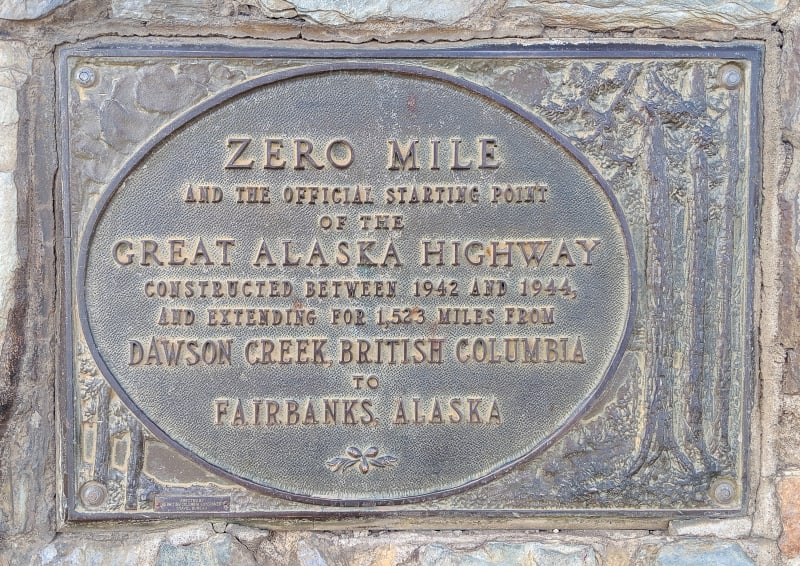 ZERO MILE
AND THE OFFICIAL STARTING POINT
OF THE
GREAT ALASKA HIGHWAY
CONSTRUCTED BETWEEN 1942 AND 1944,
AND EXTENDING FOR 1,523 MILES FROM
DAWSON CREEK, BRITISH COLUMBIA
TO
FAIRBANKS, ALASKA